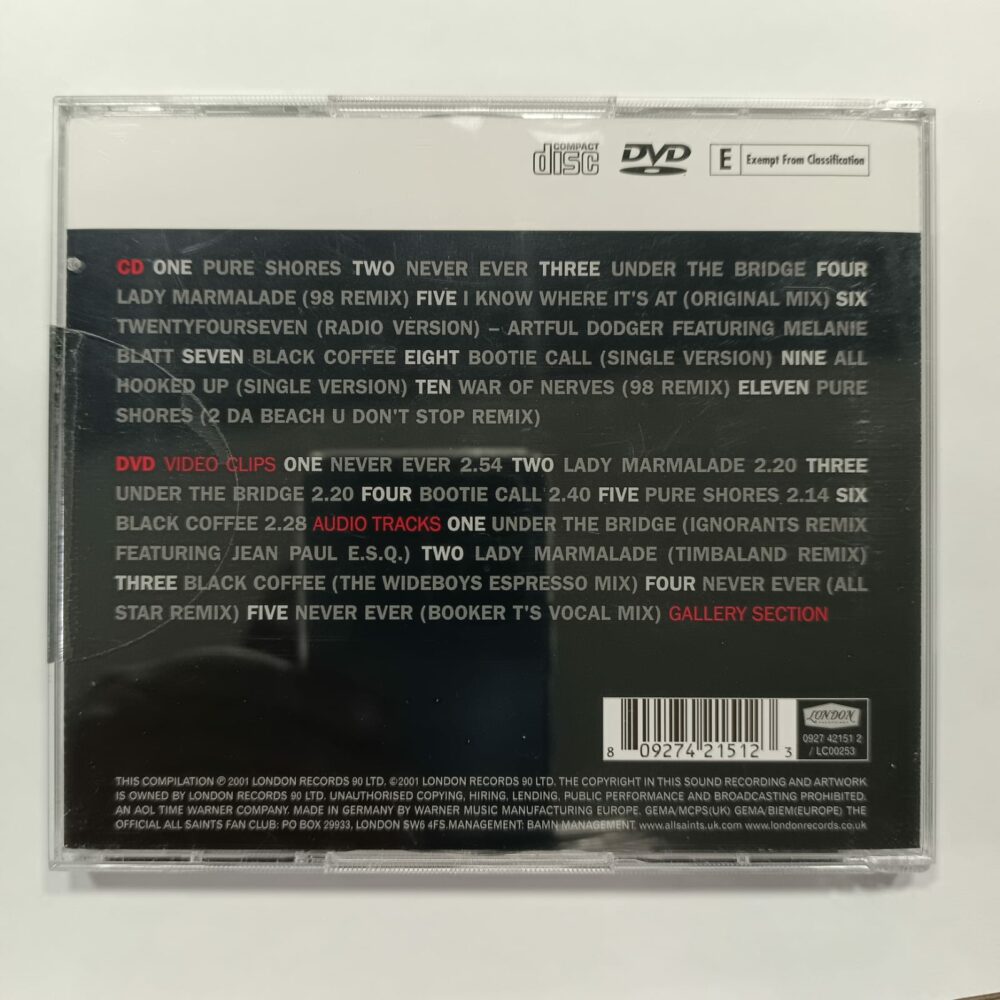 COMPACT
disc
DVD
E Exempt From Classification
CD ONE PURE SHORES TWO NEVER EVER THREE UNDER THE BRIDGE FOUR
LADY MARMALADE (98 REMIX) FIVE I KNOW WHERE IT'S AT (ORIGINAL MIX) SIX
TWENTYFOURSEVEN (RADIO VERSION) – ARTFUL DODGER FEATURING MELANIE
BLATT SEVEN BLACK COFFEE EIGHT BOOTIE CALL (SINGLE VERSION) NINE ALL
HOOKED UP (SINGLE VERSION) TEN WAR OF NERVES (98 REMIX) ELEVEN PURE
SHORES (2 DA BEACH U DON'T STOP REMIX)
DVD VIDEO CLIPS ONE NEVER EVER 2.54 TWO LADY MARMALADE 2.20 THREE
UNDER THE BRIDGE 2.20 FOUR BOOTIE CALL 2.40 FIVE PURE SHORES 2.14 SIX
BLACK COFFEE 2.28 AUDIO TRACKS ONE UNDER THE BRIDGE (IGNORANTS REMIX
FEATURING JEAN PAUL E.S.Q.) TWO LADY MARMALADE (TIMBALAND REMIX)
THREE BLACK COFFEE (THE WIDEBOYS ESPRESSO MIX) FOUR NEVER EVER (ALL
STAR REMIX) FIVE NEVER EVER (BOOKER T'S VOCAL MIX) GALLERY SECTION
LONDON
0927 42151 2
/ LC00253
8 09274 21512 3
THIS COMPILATION ℗ 2001 LONDON RECORDS 90 LTD. ©2001 LONDON RECORDS 90 LTD. THE COPYRIGHT IN THIS SOUND RECORDING AND ARTWORK
IS OWNED BY LONDON RECORDS 90 LTD. UNAUTHORISED COPYING, HIRING, LENDING, PUBLIC PERFORMANCE AND BROADCASTING PROHIBITED.
AN AOL TIME WARNER COMPANY. MADE IN GERMANY BY WARNER MUSIC MANUFACTURING EUROPE. GEMA/MCPS(UK) GEMA/BIEM(EUROPE) THE
OFFICIAL ALL SAINTS FAN CLUB: PO BOX 29933, LONDON SW6 4FS.MANAGEMENT: BAMN MANAGEMENT. www.allsaints.uk.com www.londonrecords.co.uk